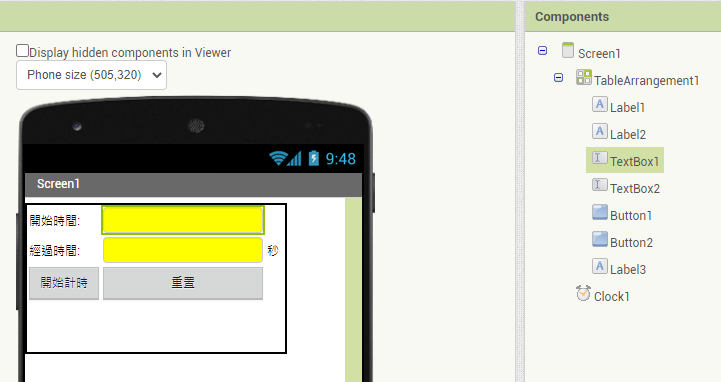 Components
Display hidden components in Viewer
Phone size (505,320)
9:48
Screen1
開始時間:
經過時間:
秒
開始計時
重置
Screen1
TableArrangement1
Label1
Label2
TextBox1
TextBox2
Button1
Button2
Label3
Clock1